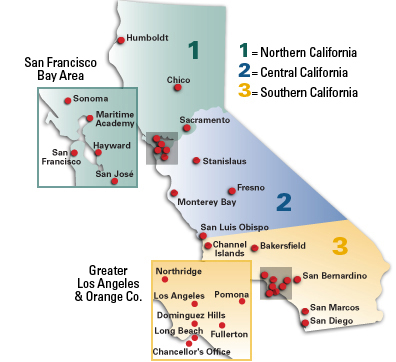 Humboldt
1
1 = Northern California
2 = Central California
3 = Southern California
San Francisco
Bay Area
Chico
Sonoma
Maritime
Academy
San
Francisco
Hayward
San José
Sacramento
Stanislaus
Fresno
Monterey Bay
2
San Luis Obispo
3
Channel
Islands
Bakersfield
Greater
Los Angeles
& Orange Co.
Northridge
Los Angeles
Pomona
Dominguez Hills
Long Beach
Fullerton
Chancellor's Office
San Bernardino
San Marcos
San Diego